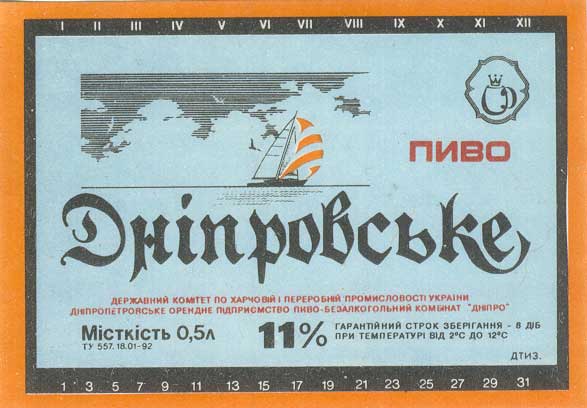 I II III IV V VI VII VIII IX X XI XII
ПИВО
Дніпровське
ДЕРЖАВНИЙ КОМІТЕТ ПО ХАРЧОВІЙ І ПЕРЕРОБНІЙ ПРОМИСЛОВОСТІ УКРАЇНИ
ДНІПРОПЕТРОВСЬКЕ ОРЕНДНЕ ПІДПРИЄМСТВО ПИВО-БЕЗАЛКОГОЛЬНИЙ КОМБІНАТ "ДНІПРО"
Місткість 0,5л
ТУ 557. 18.01-92
11%
ГАРАНТІЙНИЙ СТРОК ЗБЕРІГАННЯ - 8 ДІБ
ПРИ ТЕМПЕРАТУРІ ВІД 2°С ДО 12°С
ДТИЗ.
1 3 5 7 9 11 13 15 17 19 21 23 25 27 29 31